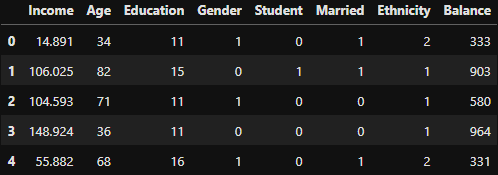 Income Age Education Gender Student Married Ethnicity Balance
0 14.891 34 11 1 0 1 2 333
1 106.025 82 15 0 1 1 1 903
2 104.593 71 11 1 0 0 1 580
3 148.924 36 11 0 0 0 1 964
4 55.882 68 16 1 0 1 2 331